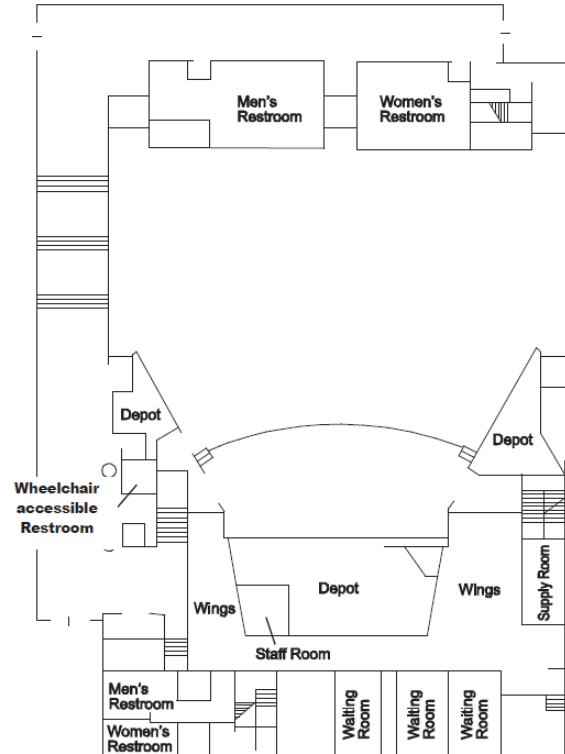 Men's
Restroom
Women's
Restroom
Depot
Depot
Wheelchair
accessible
Restroom
Wings
Depot
Wings
Supply Room
Staff Room
Men's
Restroom
Women's
Restroom
Waiting
Room
Waiting
Room
Waiting
Room